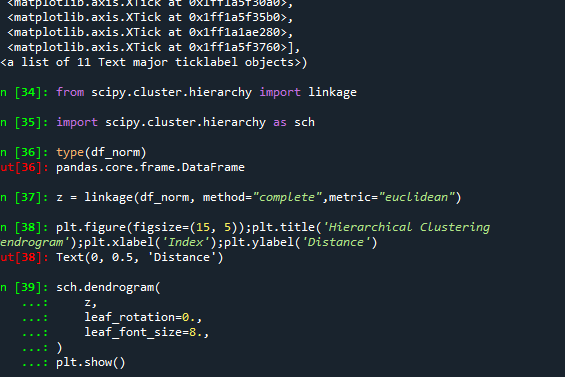 <matplotlib.axis.XTick at 0x1ff1a5f30a0>,
<matplotlib.axis.XTick at 0x1ff1a5f35b0>,
<matplotlib.axis.XTick at 0x1ff1a1ae280>,
<matplotlib.axis.XTick at 0x1ff1a5f3760>],
<a list of 11 Text major ticklabel objects>)
n [34]: from scipy.cluster.hierarchy import linkage
n [35]: import scipy.cluster.hierarchy as sch
n [36]: type(df_norm)
ut[36]: pandas.core.frame.DataFrame
n [37]: z = linkage(df_norm, method="complete",metric="euclidean")
n [38]: plt.figure(figsize=(15, 5));plt.title('Hierarchical Clustering
endrogram');plt.xlabel('Index');plt.ylabel('Distance')
ut[38]: Text(0, 0.5, 'Distance')
n [39]: sch.dendrogram(
...:     z,
...:     leaf_rotation=0.,
...:     leaf_font_size=8.,
...: )
...: plt.show()